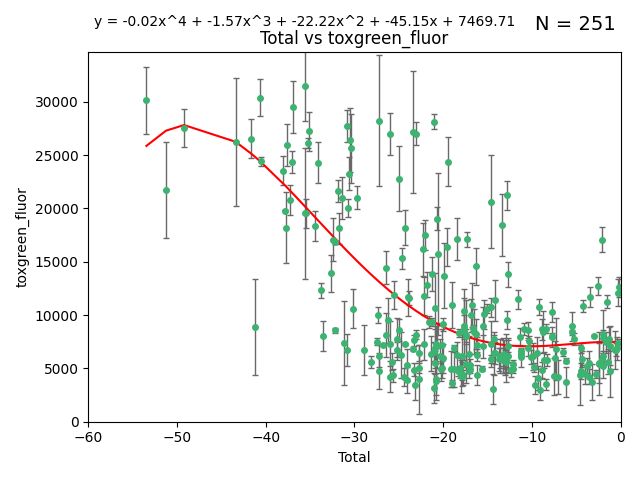 y = -0.02x^4 + -1.57x^3 + -22.22x^2 + -45.15x + 7469.71
N = 251
Total vs toxgreen_fluor
30000
25000
20000
15000
10000
5000
0
toxgreen_fluor
−60 −50 −40 −30 −20 −10 0
Total